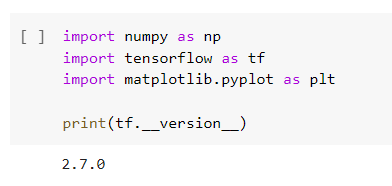 [ ] import numpy as np
import tensorflow as tf
import matplotlib.pyplot as plt
print(tf.__version__)
2.7.0